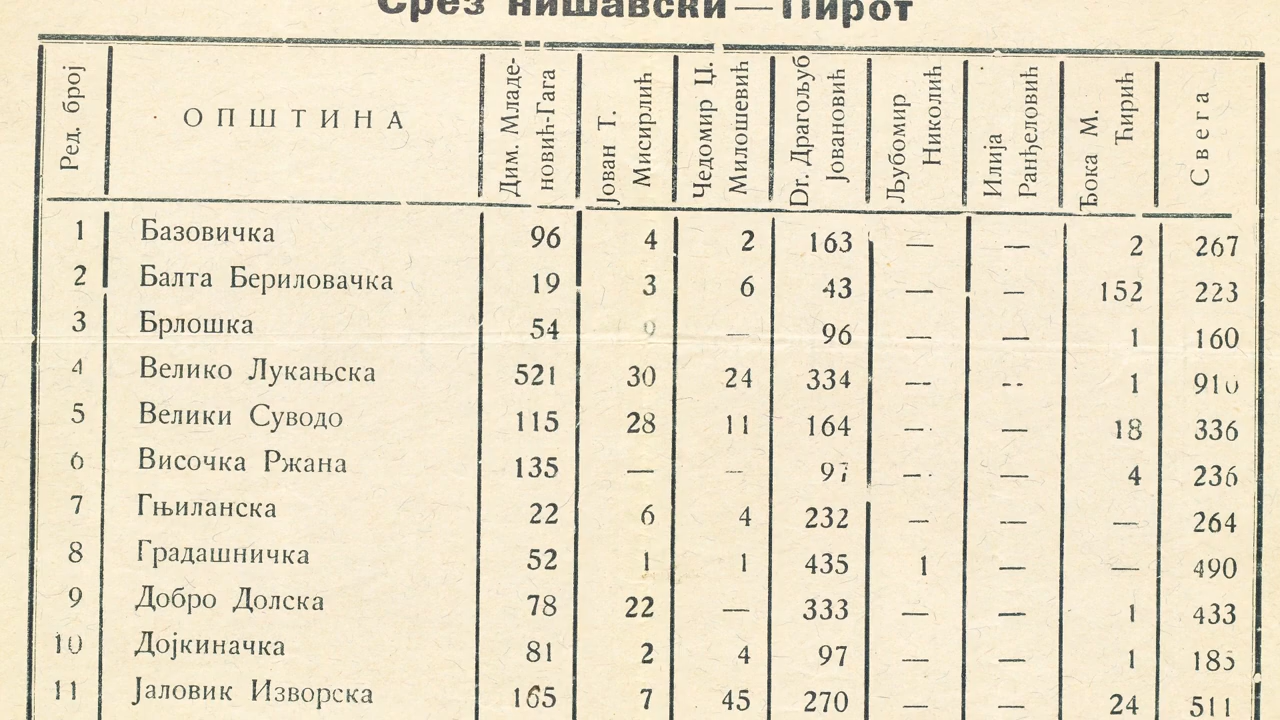 Срез нишавски — Пирот
Ред. број ОПШТИНА Дим. Младеновић-Гага Јован Т. Мисирлић Чедомир Џ. Милошевић Dr. Драгољуб Јовановић Љубомир Николић Илија Ранђеловић Ђока М. Ћирић Свега
1 Базовичка 96 4 2 163 — — 2 267
2 Балта Бериловачка 19 3 6 43 — — 152 223
3 Брлошка 54 — 96 — — 1 160
4 Велико Лукањска 521 30 24 334 — — 1 910
5 Велики Суводо 115 28 11 164 — — 18 336
6 Височка Ржана 135 — — 97 — — 4 236
7 Гњиланска 22 6 4 232 — — — 264
8 Градашничка 52 1 1 435 1 — — 490
9 Добро Долска 78 22 — 333 — — 1 433
10 Дојкиначка 81 2 4 97 — — 1 185
11 Јаловик Изворска 165 7 45 270 — — 24 511